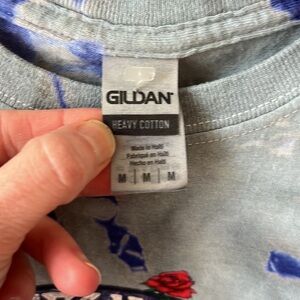 GILDAN
HEAVY COTTON
Made in Haiti
Fabriqué en Haïti
Hecho en Haití
M | M | M